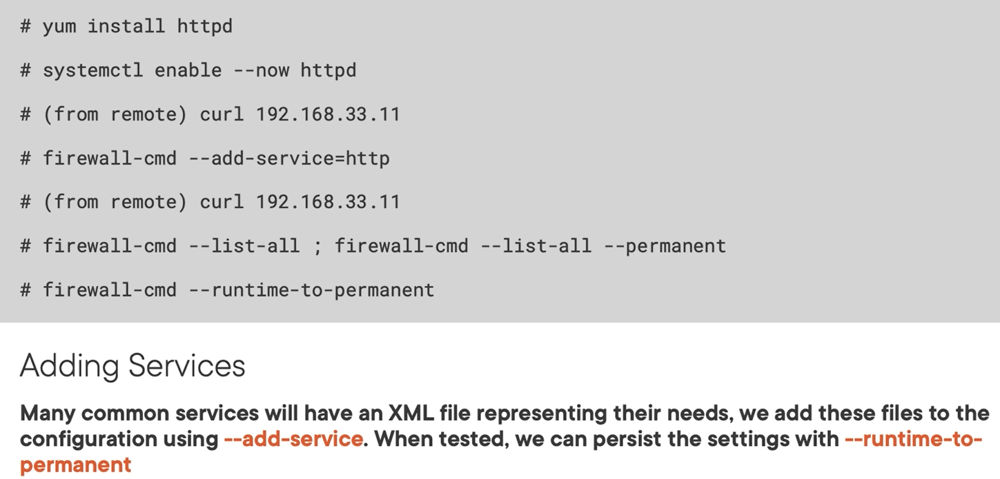 # yum install httpd
# systemctl enable --now httpd
# (from remote) curl 192.168.33.11
# firewall-cmd --add-service=http
# (from remote) curl 192.168.33.11
# firewall-cmd --list-all ; firewall-cmd --list-all --permanent
# firewall-cmd --runtime-to-permanent
Adding Services
Many common services will have an XML file representing their needs, we add these files to the
configuration using --add-service. When tested, we can persist the settings with --runtime-to-
permanent